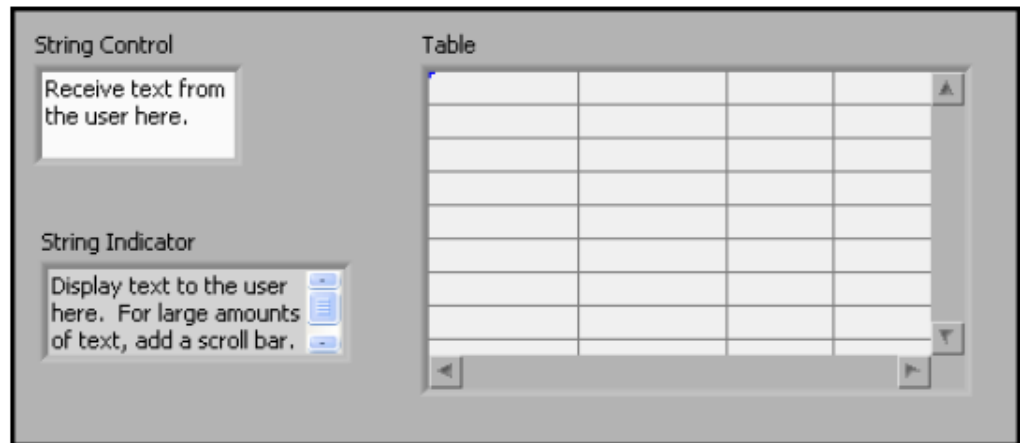 String Control
Receive text from
the user here.
String Indicator
Display text to the user
here.  For large amounts
of text, add a scroll bar.
Table